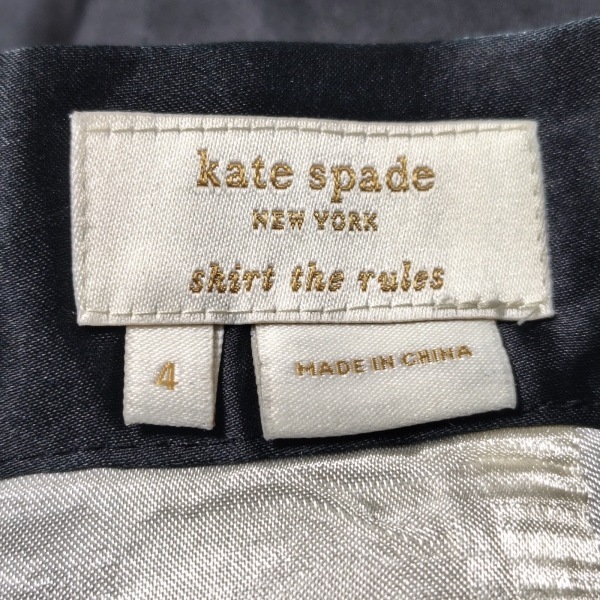 kate spade
NEW YORK
skirt the rules
4
MADE IN CHINA